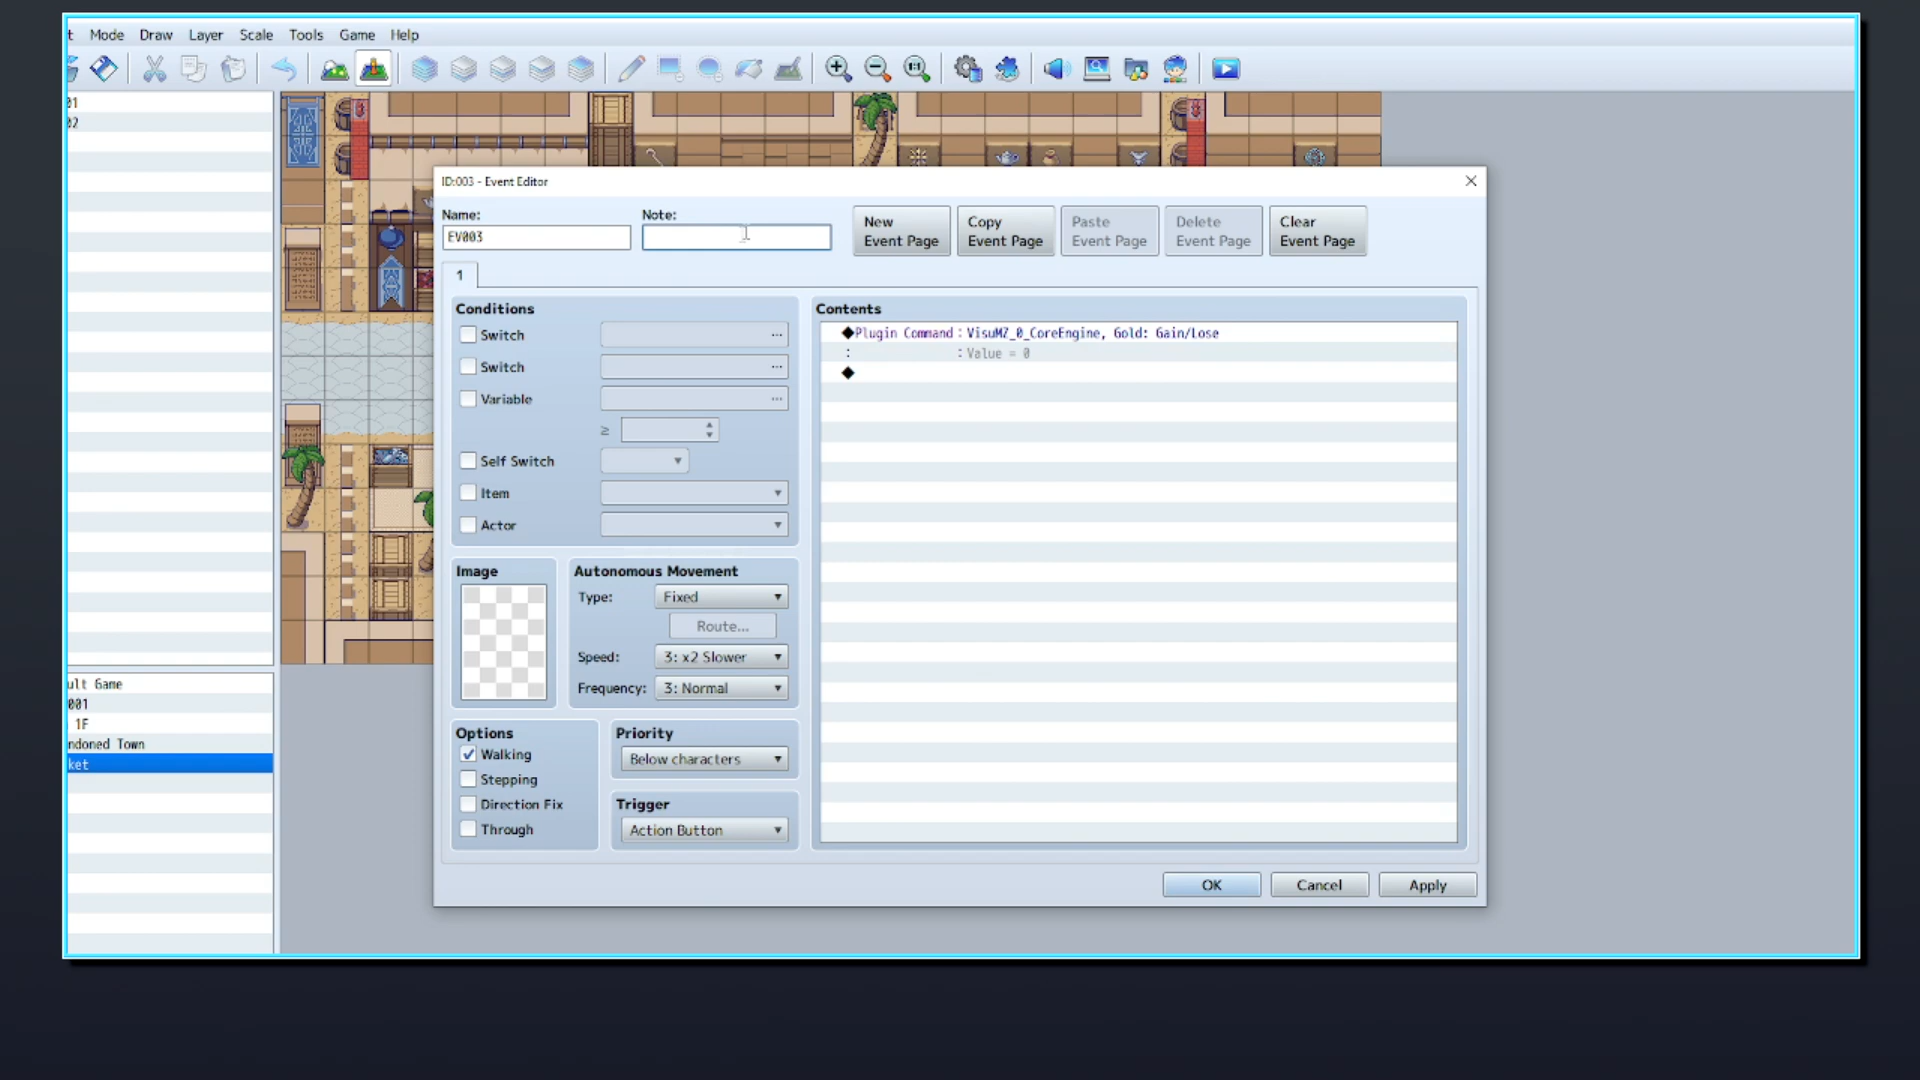 t Mode Draw Layer Scale Tools Game Help
01
02
ID:003 - Event Editor
Name:
Note:
EV003
New Event Page
Copy Event Page
Paste Event Page
Delete Event Page
Clear Event Page
1
Conditions
Switch ...
Switch ...
Variable ...
≥
Self Switch
Item
Actor
Image
Autonomous Movement
Type: Fixed
Route...
Speed: 3: x2 Slower
Frequency: 3: Normal
Options
Walking
Stepping
Direction Fix
Through
Priority
Below characters
Trigger
Action Button
Contents
◆Plugin Command : VisuMZ_0_CoreEngine, Gold: Gain/Lose
: : Value = 0
◆
OK
Cancel
Apply
ult Game
001
1F
ndoned Town
ket